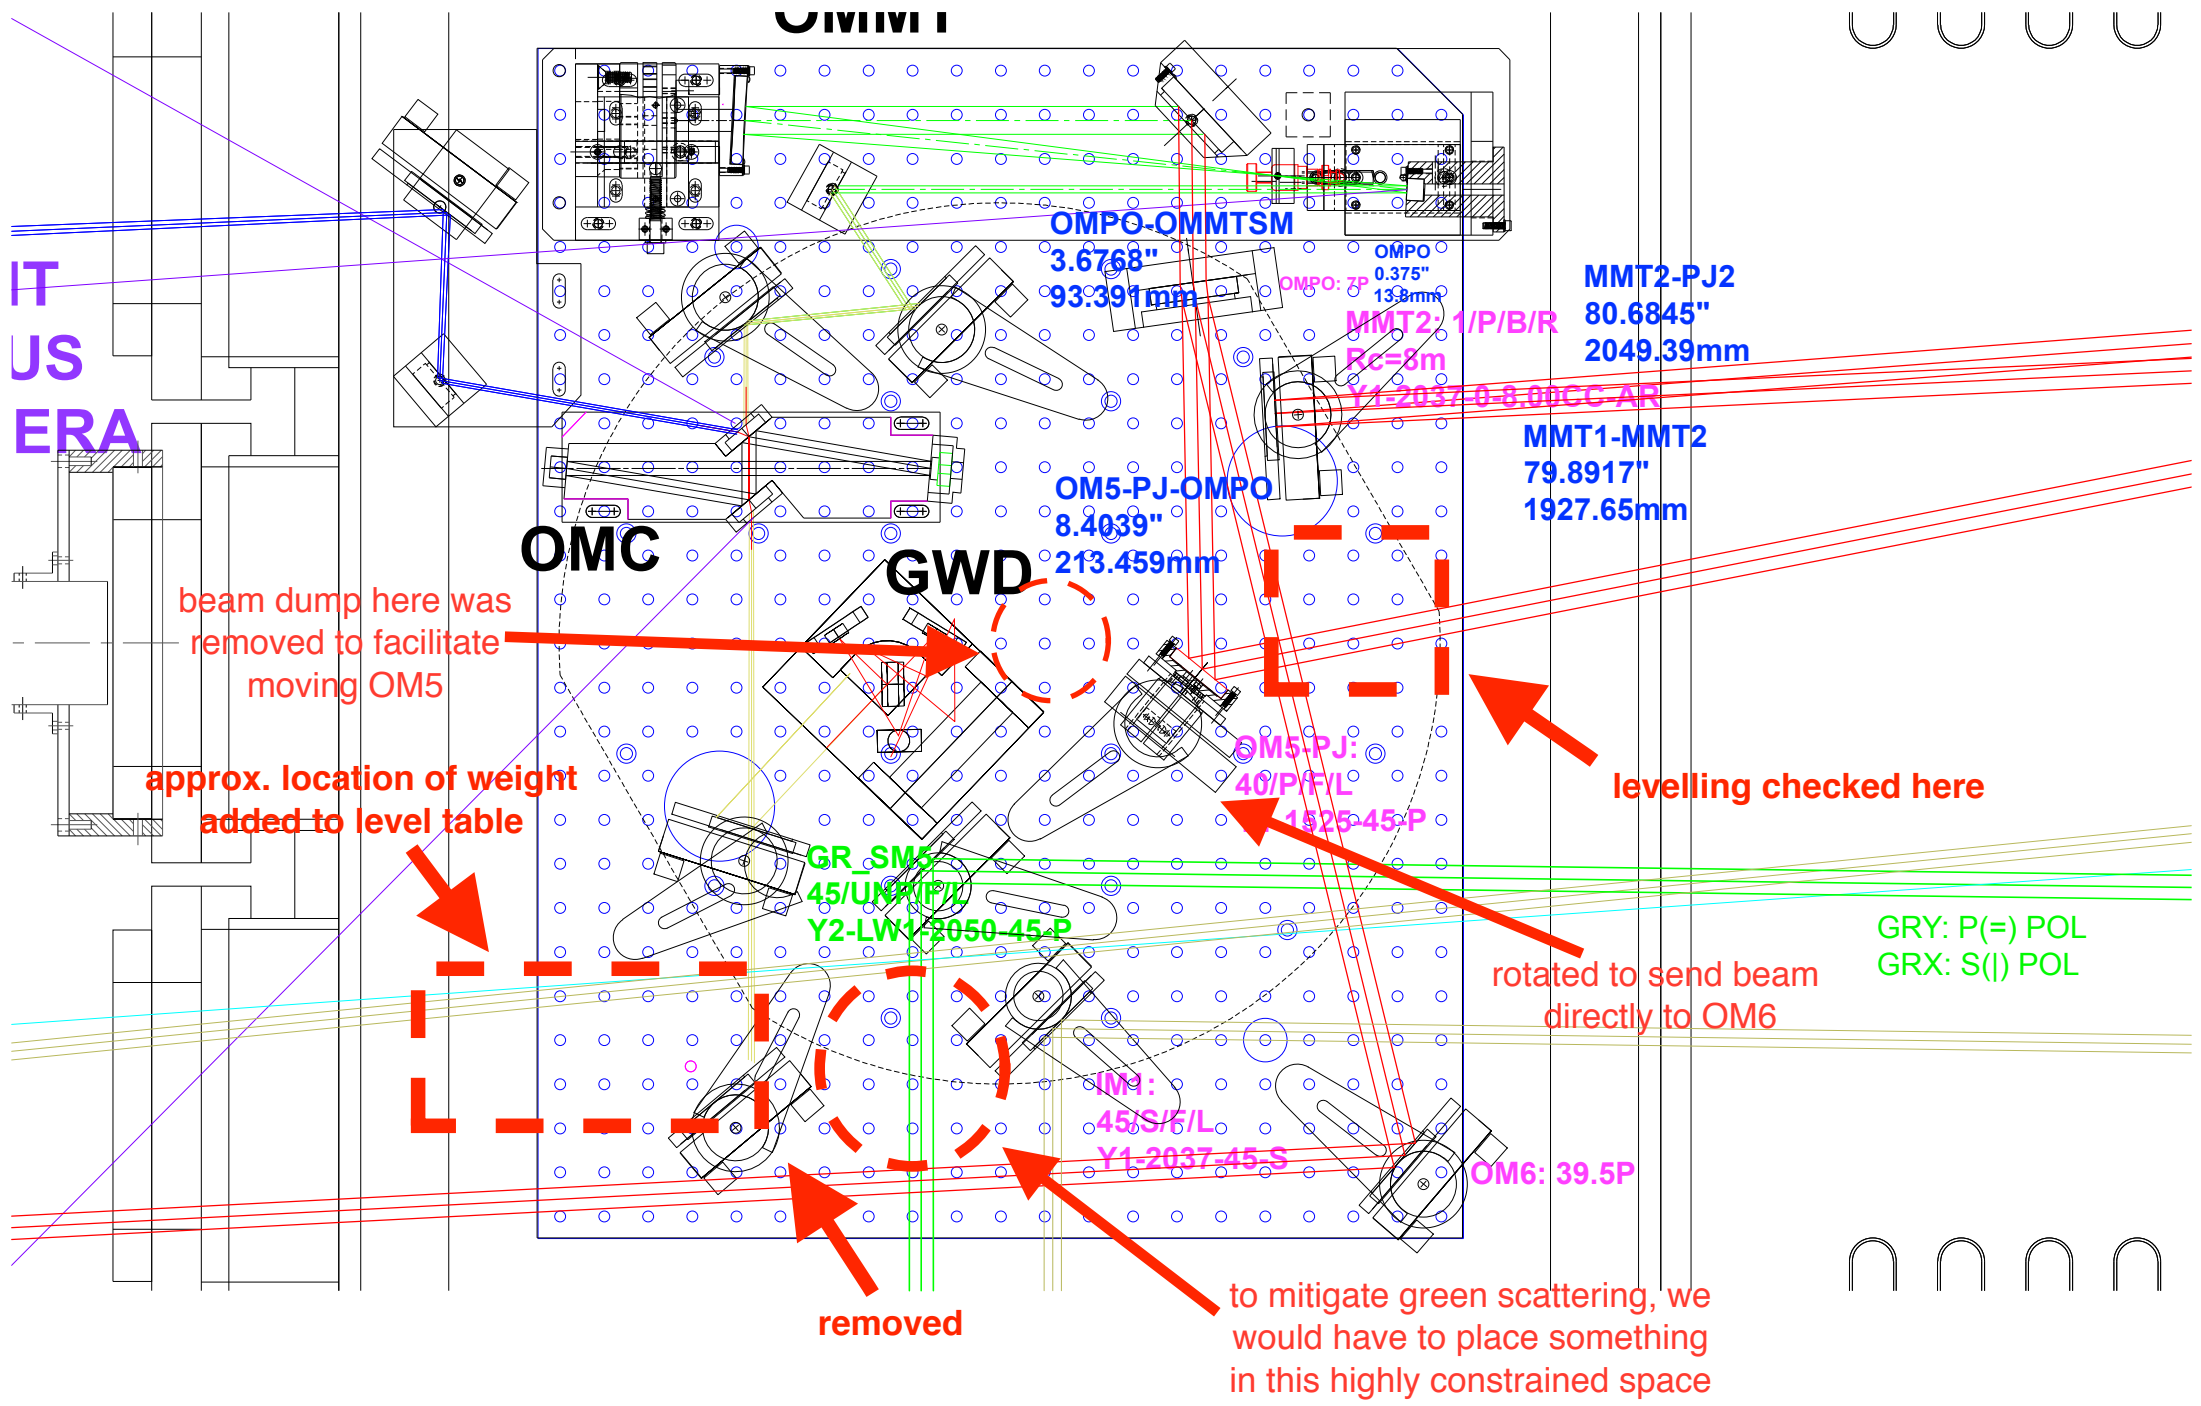 OMMT
IT
US
ERA
OMPO-OMMTSM
3.6768"
93.391mm
OMPO
0.375"
13.8mm
OMPO: 7P
MMT2: 1/P/B/R
Rc=8m
Y1-2037-0-8.00CC-AR
MMT2-PJ2
80.6845"
2049.39mm
MMT1-MMT2
79.8917"
1927.65mm
OM5-PJ-OMPO
8.4039"
213.459mm
OMC
GWD
beam dump here was
removed to facilitate
moving OM5
approx. location of weight
added to level table
OM5-PJ:
40/P/F/L
1525-45-P
levelling checked here
GR_SM5
45/UNP/F/L
Y2-LW1-2050-45-P
GRY: P(=) POL
GRX: S(|) POL
rotated to send beam
directly to OM6
IM1:
45/S/F/L
Y1-2037-45-S
OM6: 39.5P
removed
to mitigate green scattering, we
would have to place something
in this highly constrained space